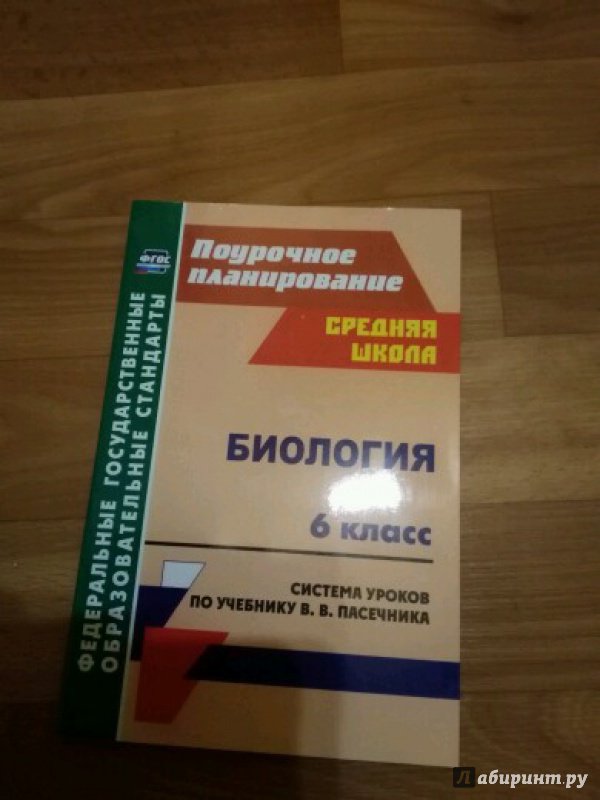 ФЕДЕРАЛЬНЫЕ ГОСУДАРСТВЕННЫЕ
ОБРАЗОВАТЕЛЬНЫЕ СТАНДАРТЫ
ФГОС
Поурочное
планирование
СРЕДНЯЯ
ШКОЛА
БИОЛОГИЯ
6 класс
СИСТЕМА УРОКОВ
ПО УЧЕБНИКУ В. В. ПАСЕЧНИКА
Лабиринт.ру